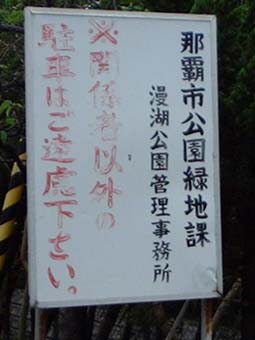 那覇市公園緑地課
漫湖公園管理事務所
※関係者以外の
駐車はご遠慮下さい。